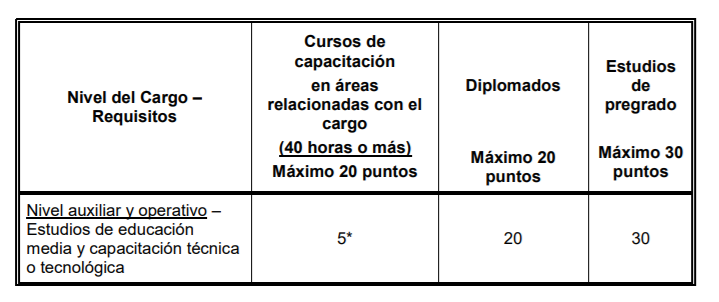 Nivel del Cargo –
Requisitos
Cursos de
capacitación
en áreas
relacionadas con el
cargo
(40 horas o más)
Máximo 20 puntos
Diplomados
Máximo 20
puntos
Estudios
de
pregrado
Máximo 30
puntos
Nivel auxiliar y operativo –
Estudios de educación
media y capacitación técnica
o tecnológica
5*
20
30